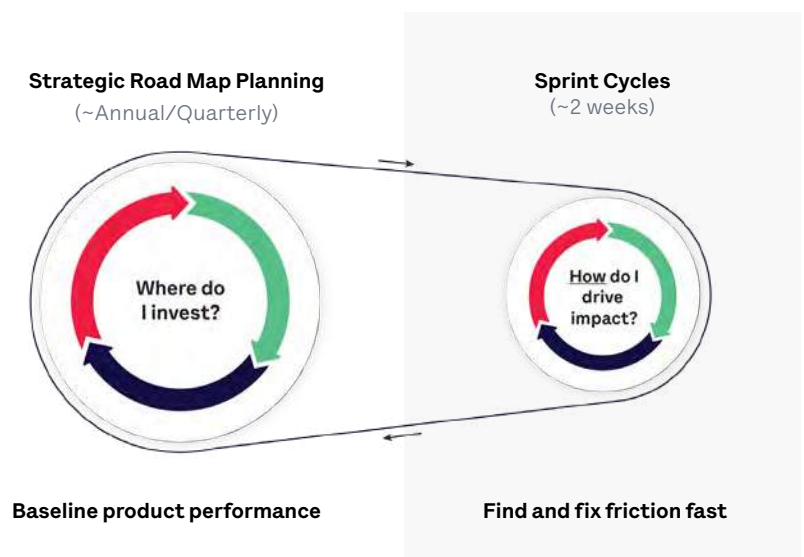 Strategic Road Map Planning
(~Annual/Quarterly)
Where do
I invest?
Baseline product performance
Sprint Cycles
(~2 weeks)
How do I
drive
impact?
Find and fix friction fast